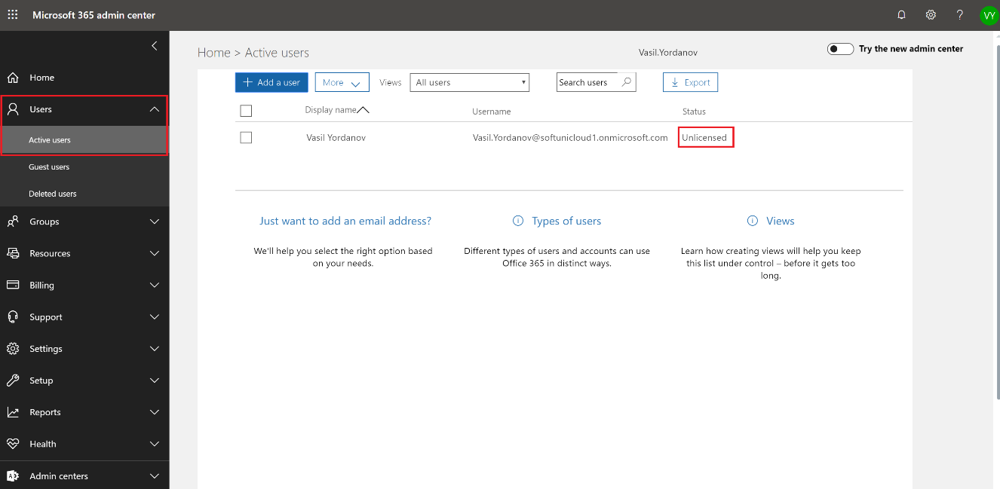 Microsoft 365 admin center
VY
Home > Active users
Vasil.Yordanov
Try the new admin center
Home
Users
Active users
Guest users
Deleted users
Groups
Resources
Billing
Support
Settings
Setup
Reports
Health
Admin centers
Add a user
More
Views
All users
Search users
Export
Display name
Username
Status
Vasil Yordanov
Vasil.Yordanov@softunicloud1.onmicrosoft.com
Unlicensed
Just want to add an email address?
We'll help you select the right option based
on your needs.
Types of users
Different types of users and accounts can use
Office 365 in distinct ways.
Views
Learn how creating views will help you keep
this list under control – before it gets too
long.